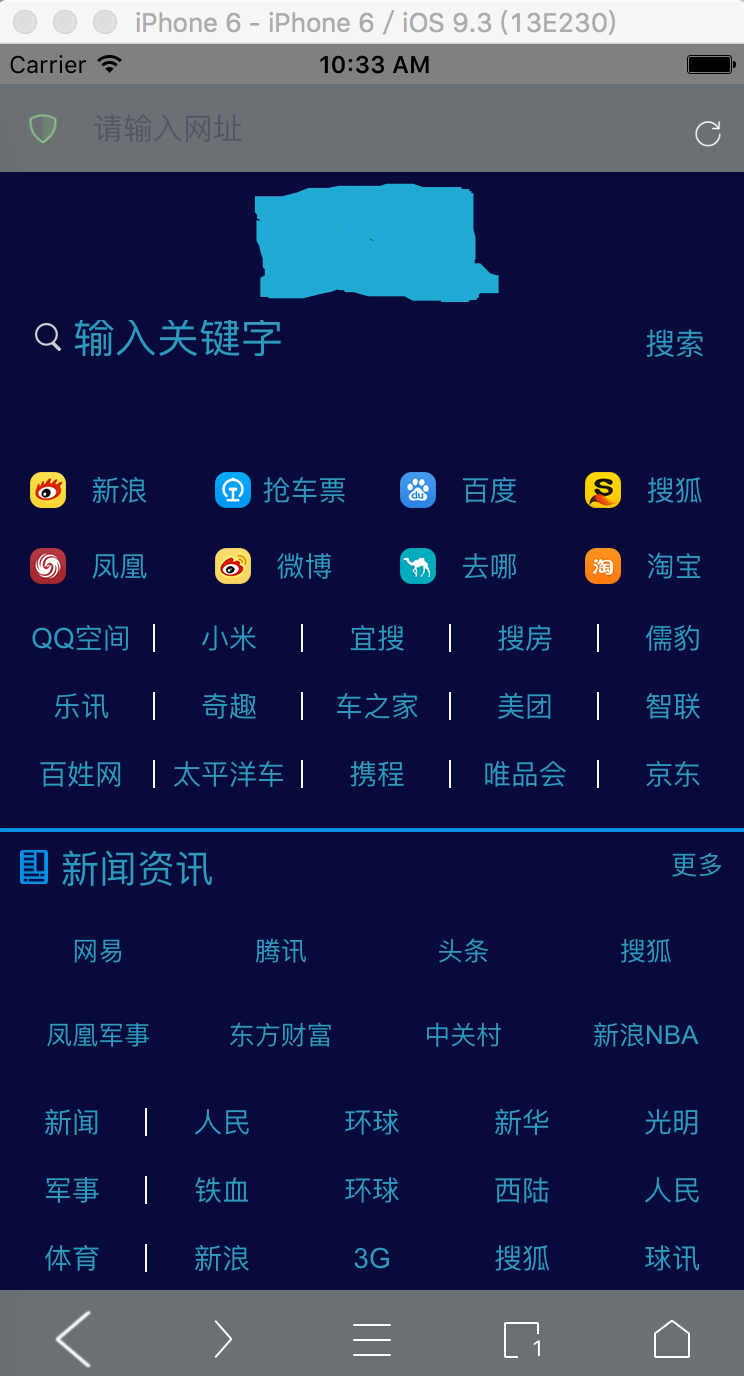 iPhone 6 - iPhone 6 / iOS 9.3 (13E230)
Carrier 10:33 AM
请输入网址
输入关键字 搜索
新浪 抢车票 百度 搜狐
凤凰 微博 去哪 淘宝
QQ空间 小米 宜搜 搜房 儒豹
乐讯 奇趣 车之家 美团 智联
百姓网 太平洋车 携程 唯品会 京东
新闻资讯 更多
网易 腾讯 头条 搜狐
凤凰军事 东方财富 中关村 新浪NBA
新闻 人民 环球 新华 光明
军事 铁血 环球 西陆 人民
体育 新浪 3G 搜狐 球讯
1